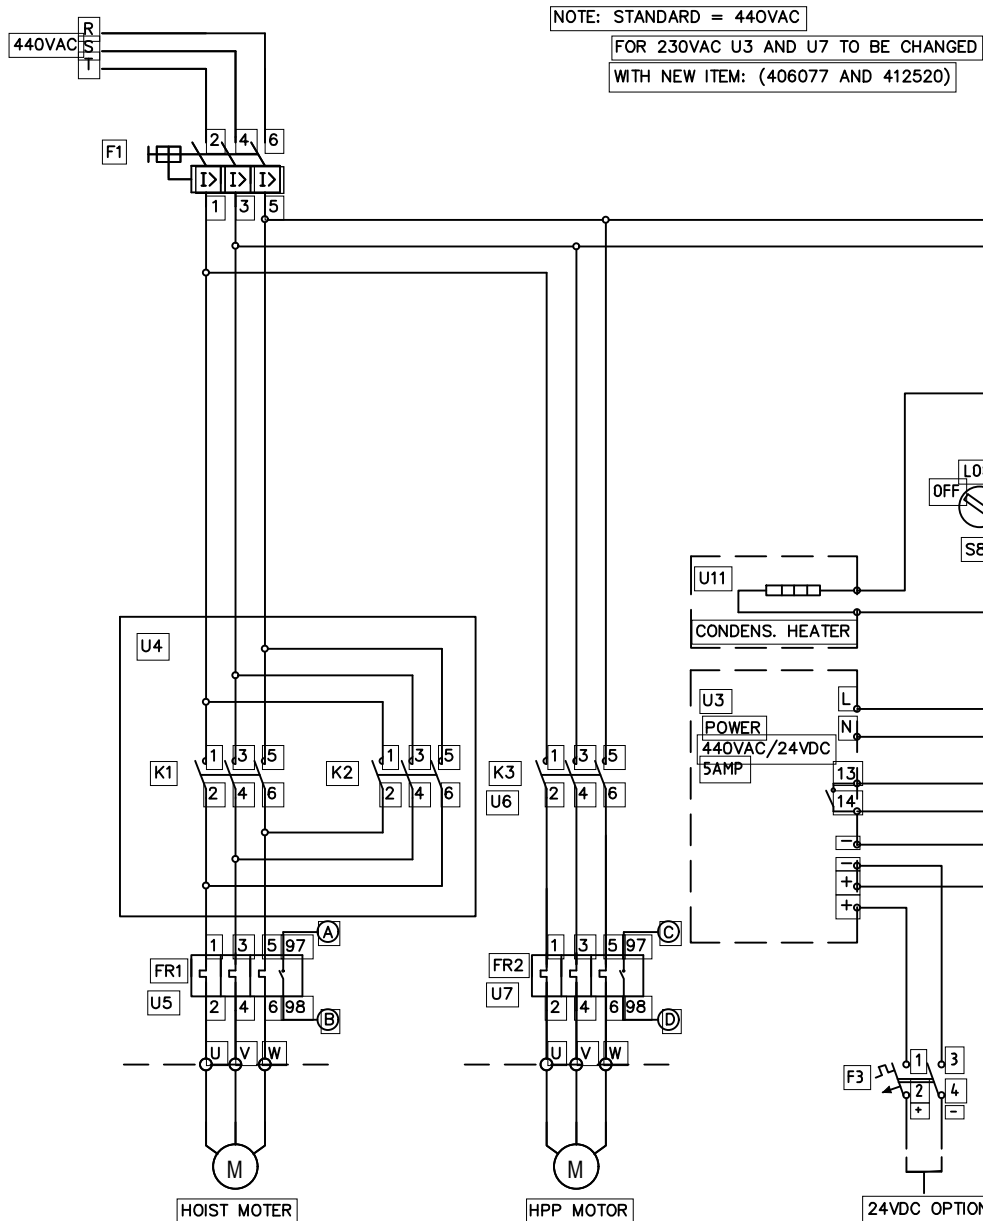 NOTE: STANDARD = 440VAC
FOR 230VAC U3 AND U7 TO BE CHANGED
WITH NEW ITEM: (406077 AND 412520)
R
440VAC S
T
2 4 6
F1
I> I> I>
1 3 5
OFF
S8
U11
CONDENS. HEATER
U4
U3
L
POWER
N
440VAC/24VDC
5AMP
13
14
K1
1 3 5
2 4 6
K2
1 3 5
2 4 6
K3
U6
1 3 5
2 4 6
−
−
+
+
A
1 3 5 97
FR1
U5
2 4 6 98
B
C
1 3 5 97
FR2
U7
2 4 6 98
D
U V W
U V W
F3
1 3
2 4
+ −
M
M
HOIST MOTER
HPP MOTOR
24VDC OPTION